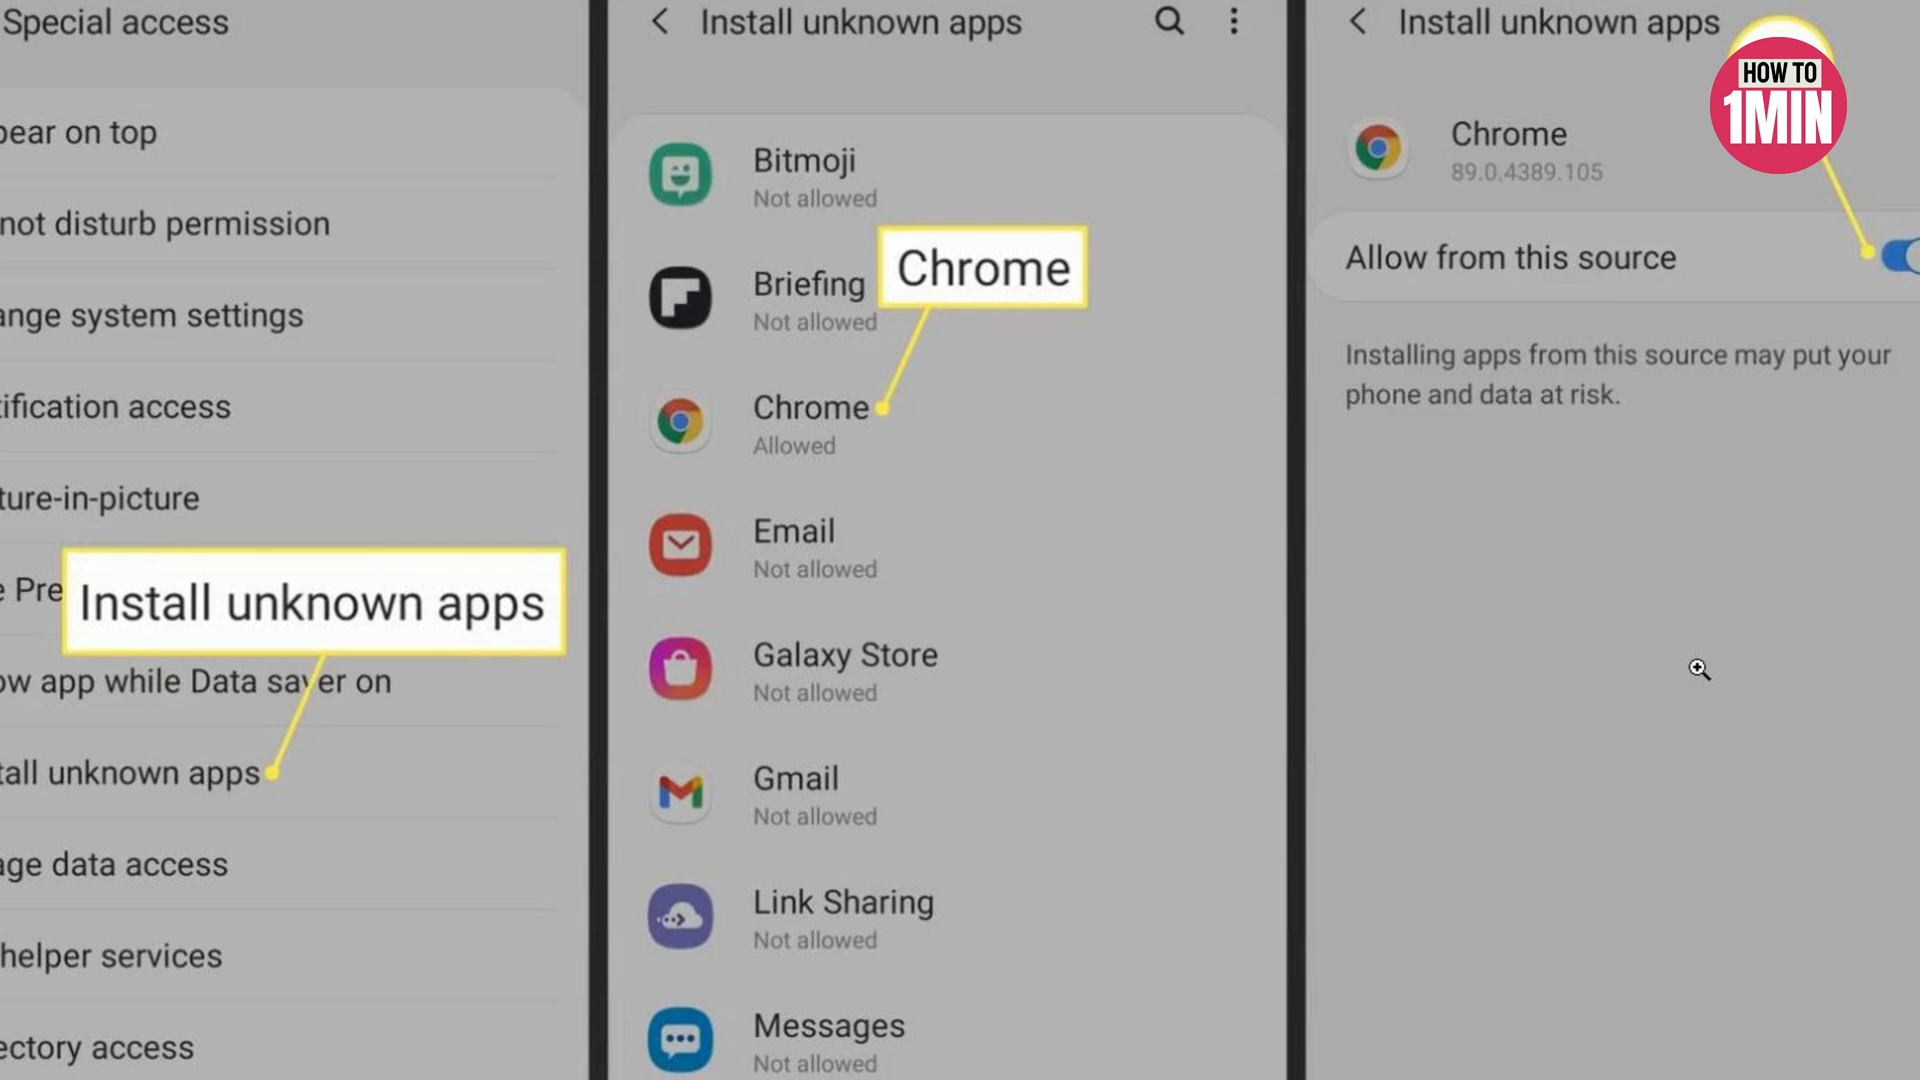 Special access
pear on top
not disturb permission
ange system settings
tification access
ture-in-picture
e Pre
Install unknown apps
ow app while Data saver on
tall unknown apps
age data access
helper services
ectory access
Install unknown apps
Bitmoji
Not allowed
Briefing
Not allowed
Chrome
Chrome
Allowed
Email
Not allowed
Galaxy Store
Not allowed
Gmail
Not allowed
Link Sharing
Not allowed
Messages
Not allowed
Install unknown apps
HOW TO
1MIN
Chrome
89.0.4389.105
Allow from this source
Installing apps from this source may put your
phone and data at risk.